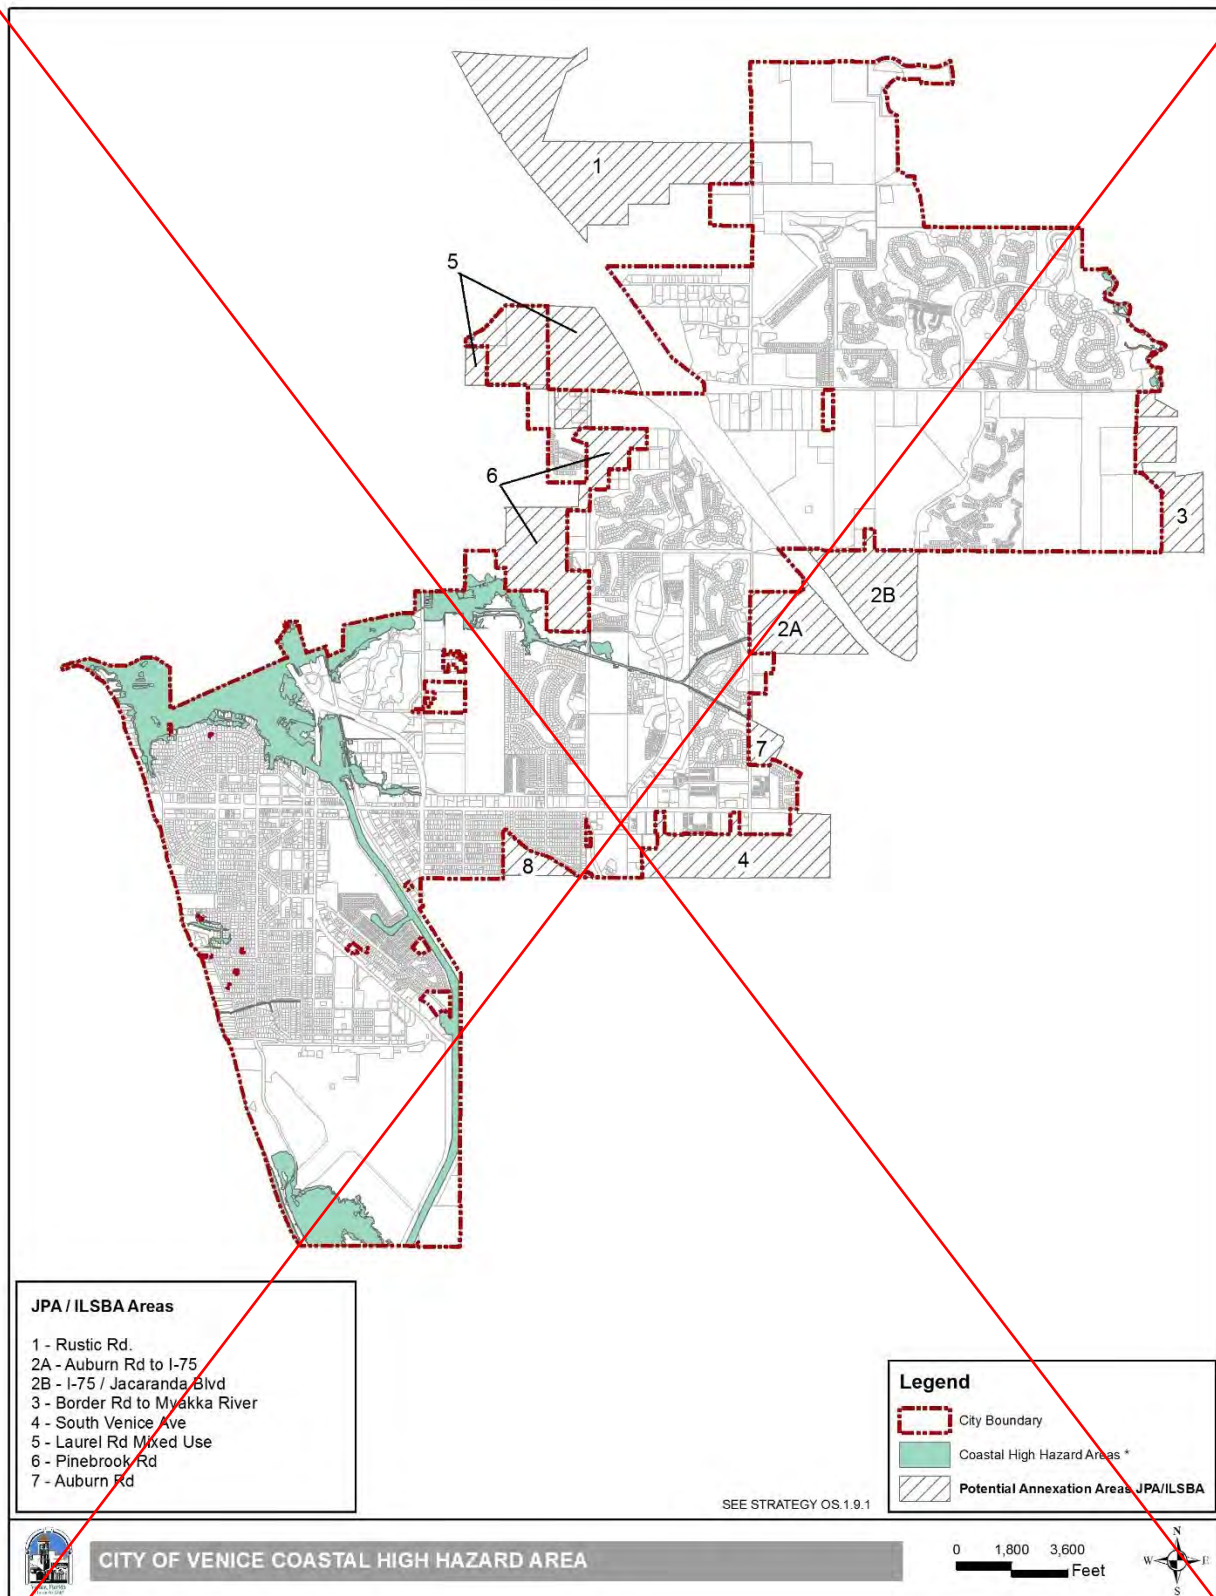 1
5
6
3
2B
2A
7
4
8
JPA / ILSBA Areas
1 - Rustic Rd.
2A - Auburn Rd to I-75
2B - I-75 / Jacaranda Blvd
3 - Border Rd to Myakka River
4 - South Venice Ave
5 - Laurel Rd Mixed Use
6 - Pinebrook Rd
7 - Auburn Rd
Legend
City Boundary
Coastal High Hazard Areas *
Potential Annexation Areas JPA/ILSBA
SEE STRATEGY OS.1.9.1
CITY OF VENICE COASTAL HIGH HAZARD AREA
0 1,800 3,600
Feet
N
W E
S